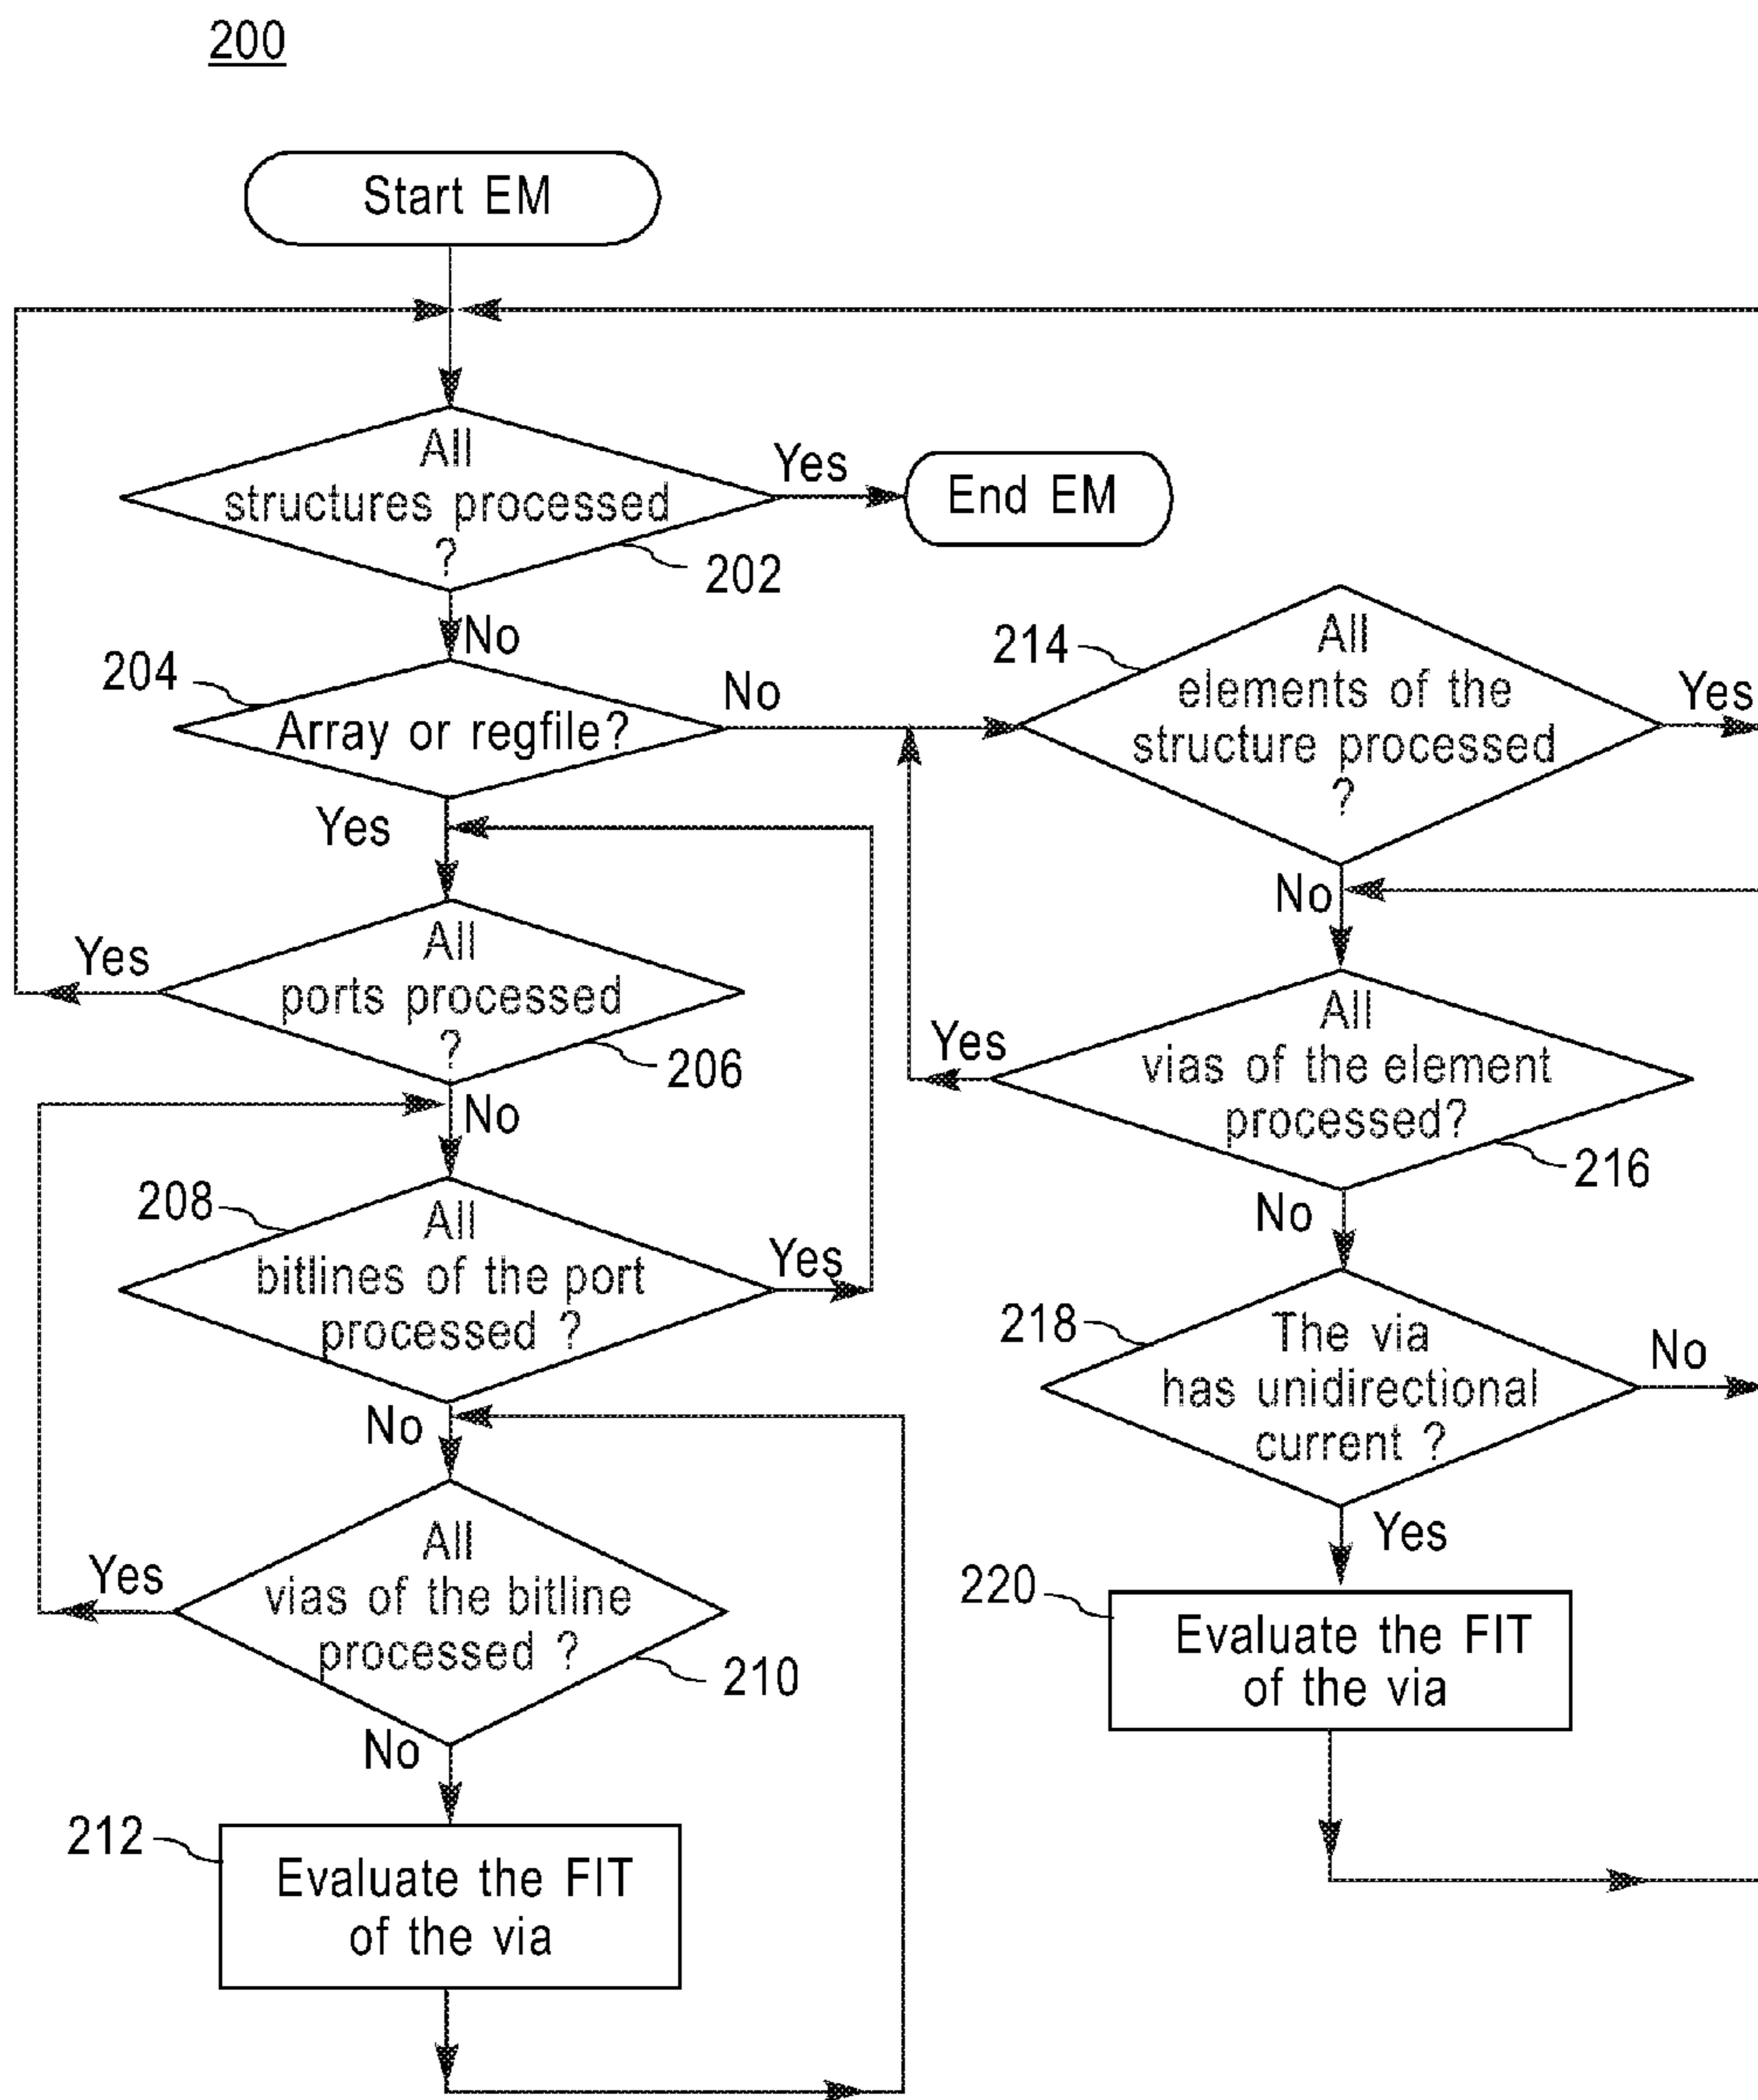 200
Start EM
All
structures processed
?
Yes
End EM
202
No
204
Array or regfile?
No
Yes
All
ports processed
?
Yes
206
No
208
All
bitlines of the port
processed ?
Yes
No
All
vias of the bitline
processed ?
Yes
210
No
212
Evaluate the FIT
of the via
214
All
elements of the
structure processed
?
Yes
No
All
vias of the element
processed?
Yes
216
No
218
The via
has unidirectional
current ?
No
Yes
220
Evaluate the FIT
of the via